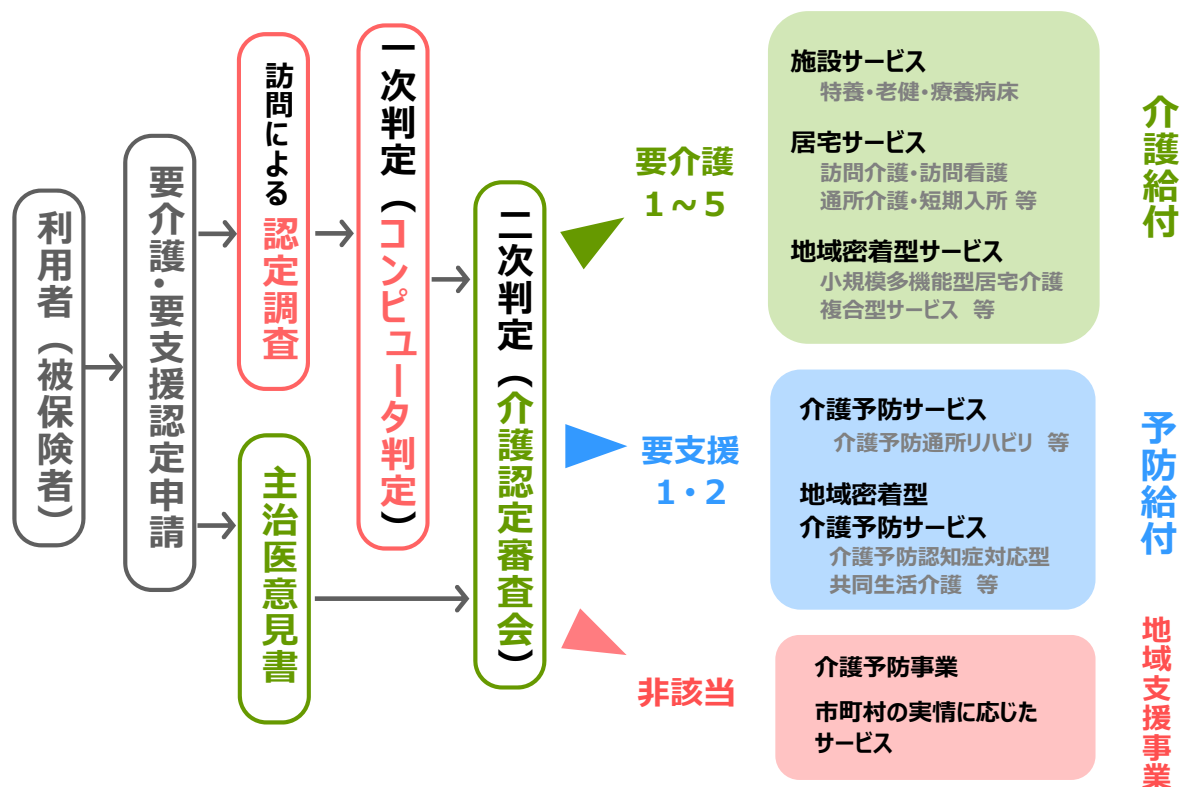 利用者（被保険者）
要介護・要支援認定申請
訪問による 認定調査
主治医意見書
一次判定（コンピュータ判定）
二次判定（介護認定審査会）
要介護
1～5
施設サービス
特養・老健・療養病床
居宅サービス
訪問介護・訪問看護
通所介護・短期入所 等
地域密着型サービス
小規模多機能型居宅介護
複合型サービス 等
介護給付
要支援
1・2
介護予防サービス
介護予防通所リハビリ 等
地域密着型
介護予防サービス
介護予防認知症対応型
共同生活介護 等
予防給付
非該当
介護予防事業
市町村の実情に応じた
サービス
地域支援事業